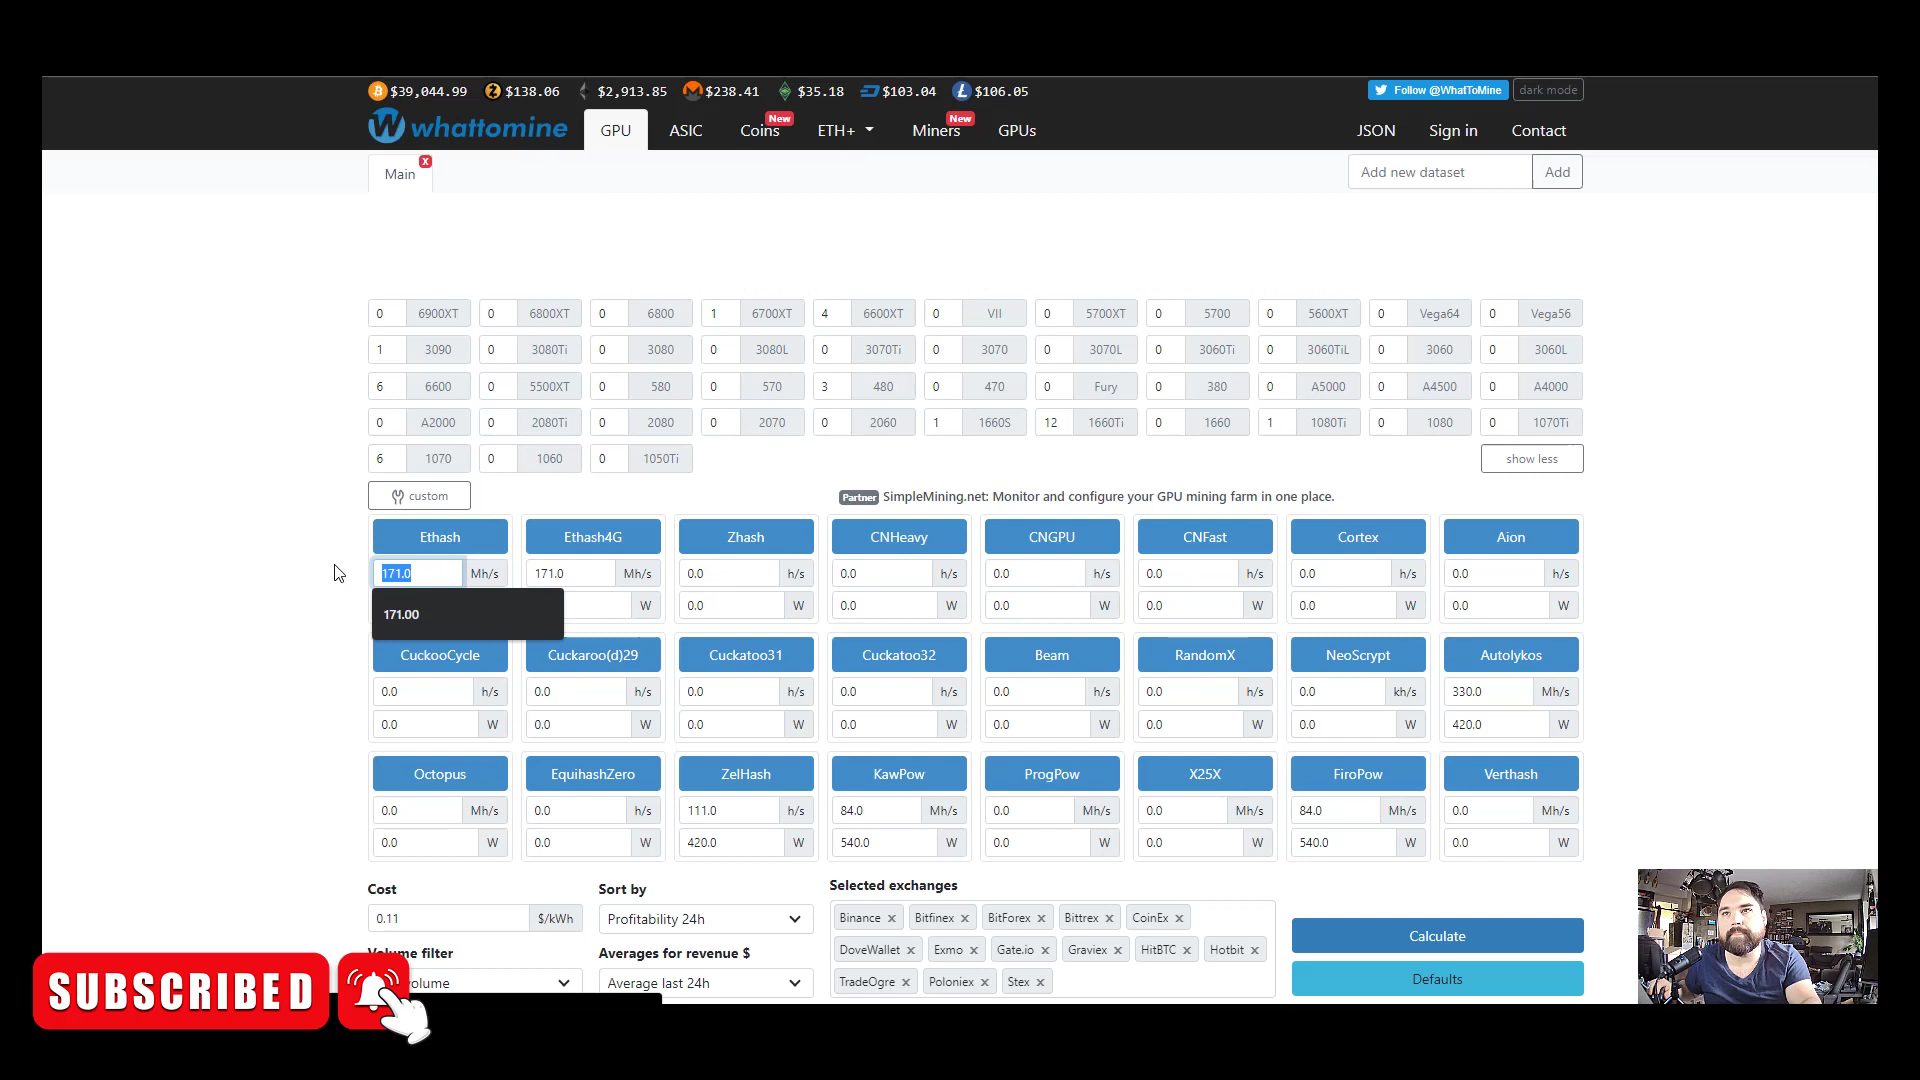 $39,044.99 $138.06 $2,913.85 $238.41 $35.18 $103.04 $106.05 Follow @WhatToMine dark mode
whattomine GPU ASIC Coins New ETH+ Miners New GPUs JSON Sign in Contact
Main x Add new dataset Add
0 6900XT 0 6800XT 0 6800 1 6700XT 4 6600XT 0 VII 0 5700XT 0 5700 0 5600XT 0 Vega64 0 Vega56
1 3090 0 3080Ti 0 3080 0 3080L 0 3070Ti 0 3070 0 3070L 0 3060Ti 0 3060TiL 0 3060 0 3060L
6 6600 0 5500XT 0 580 0 570 3 480 0 470 0 Fury 0 380 0 A5000 0 A4500 0 A4000
0 A2000 0 2080Ti 0 2080 0 2070 0 2060 1 1660S 12 1660Ti 0 1660 1 1080Ti 0 1080 0 1070Ti
6 1070 0 1060 0 1050Ti show less
custom Partner SimpleMining.net: Monitor and configure your GPU mining farm in one place.
Ethash Ethash4G Zhash CNHeavy CNGPU CNFast Cortex Aion
171.0 Mh/s 171.0 Mh/s 0.0 h/s 0.0 h/s 0.0 h/s 0.0 h/s 0.0 h/s 0.0 h/s
171.00 W 0.0 W 0.0 W 0.0 W 0.0 W 0.0 W 0.0 W
CuckooCycle Cuckaroo(d)29 Cuckatoo31 Cuckatoo32 Beam RandomX NeoScrypt Autolykos
0.0 h/s 0.0 h/s 0.0 h/s 0.0 h/s 0.0 h/s 0.0 h/s 0.0 kh/s 330.0 Mh/s
0.0 W 0.0 W 0.0 W 0.0 W 0.0 W 0.0 W 0.0 W 420.0 W
Octopus EquihashZero ZelHash KawPow ProgPow X25X FiroPow Verthash
0.0 Mh/s 0.0 h/s 111.0 h/s 84.0 Mh/s 0.0 Mh/s 0.0 Mh/s 84.0 Mh/s 0.0 Mh/s
0.0 W 0.0 W 420.0 W 540.0 W 0.0 W 0.0 W 540.0 W 0.0 W
Cost Sort by Selected exchanges
0.11 $/kWh Profitability 24h Binance Bitfinex BitForex Bittrex CoinEx Calculate
Volume filter Averages for revenue $ DoveWallet Exmo Gate.io Graviex HitBTC Hotbit
volume Average last 24h TradeOgre Poloniex Stex Defaults
SUBSCRIBED